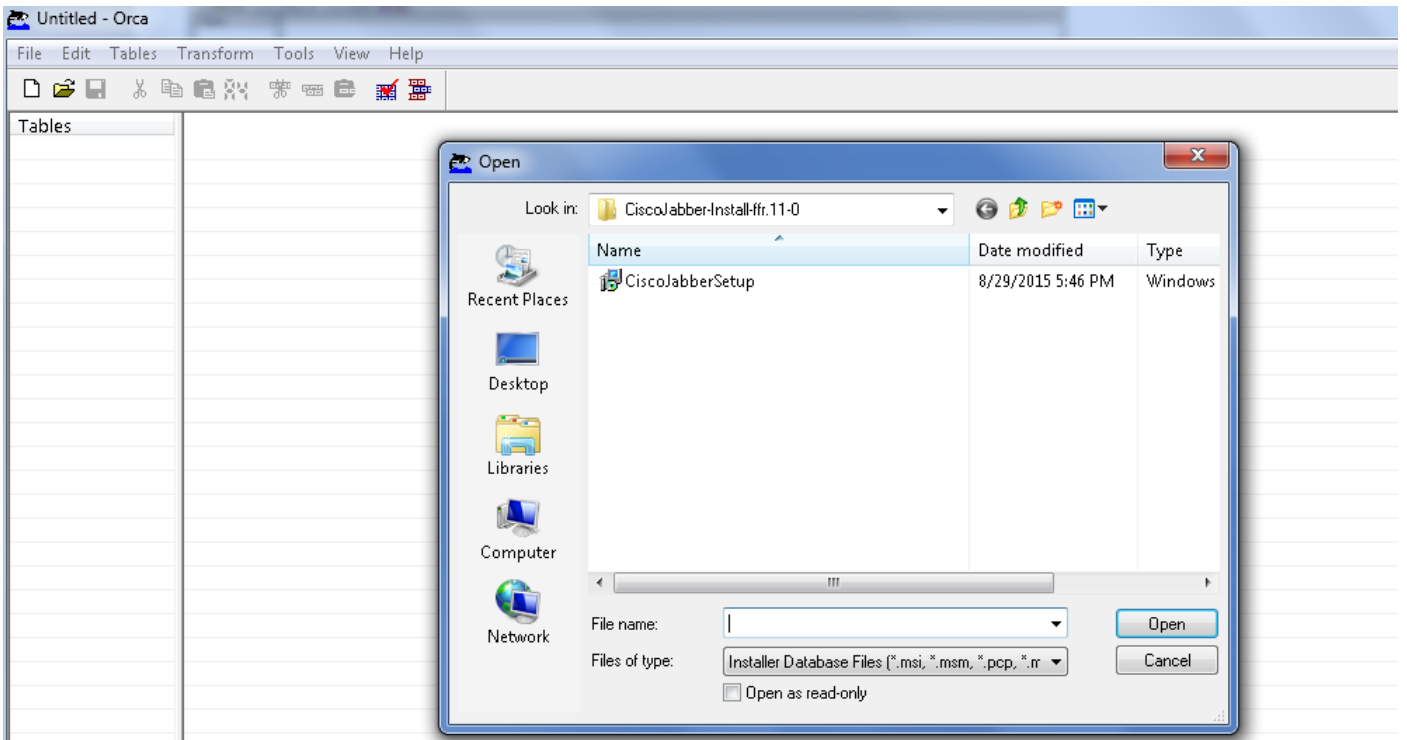 Untitled - Orca
File Edit Tables Transform Tools View Help
Tables
Open
Look in: CiscoJabber-Install-ffr.11-0
Name Date modified Type
CiscoJabberSetup 8/29/2015 5:46 PM Windows
Recent Places
Desktop
Libraries
Computer
Network
File name: Open
Files of type: Installer Database Files (*.msi, *.msm, *.pcp, *.m Cancel
Open as read-only